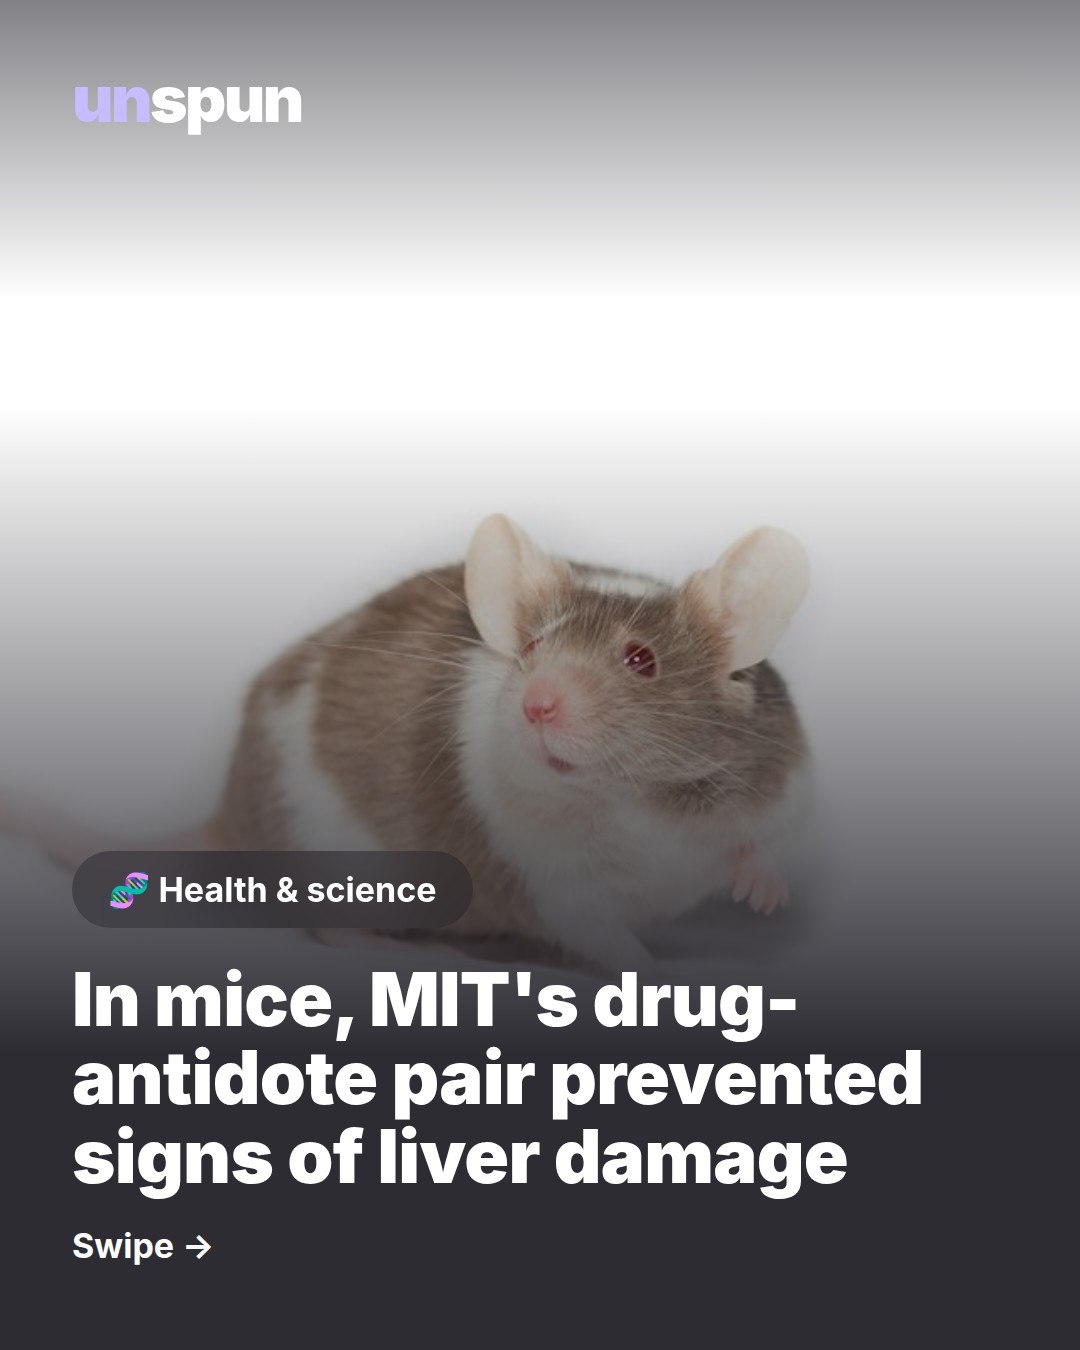 unspun
🧬 Health & science
In mice, MIT's drug-
antidote pair prevented
signs of liver damage
Swipe →